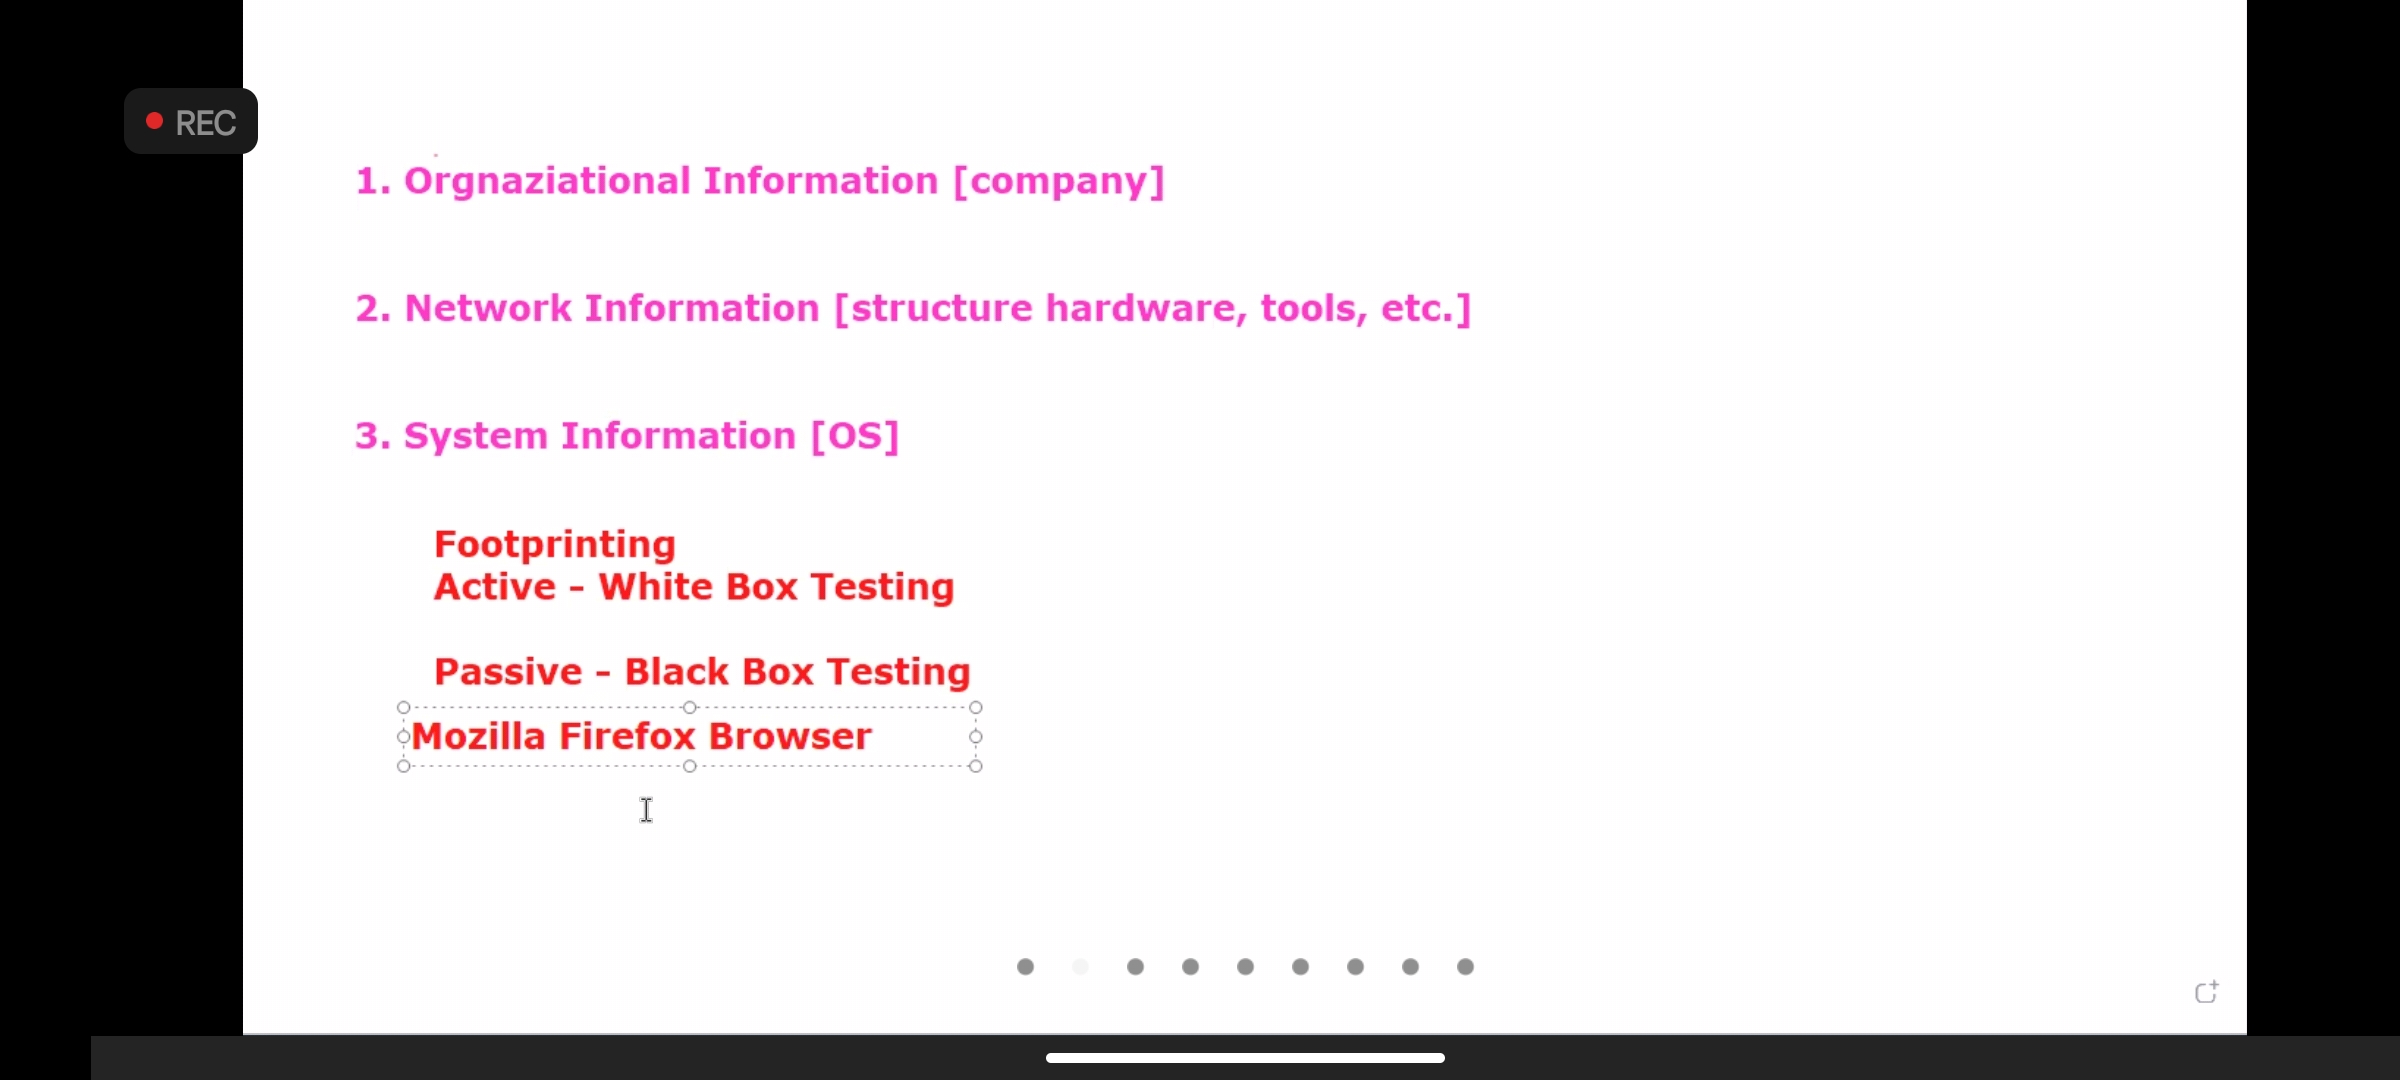 REC
1. Orgnaziational Information [company]
2. Network Information [structure hardware, tools, etc.]
3. System Information [OS]
Footprinting
Active - White Box Testing
Passive - Black Box Testing
Mozilla Firefox Browser